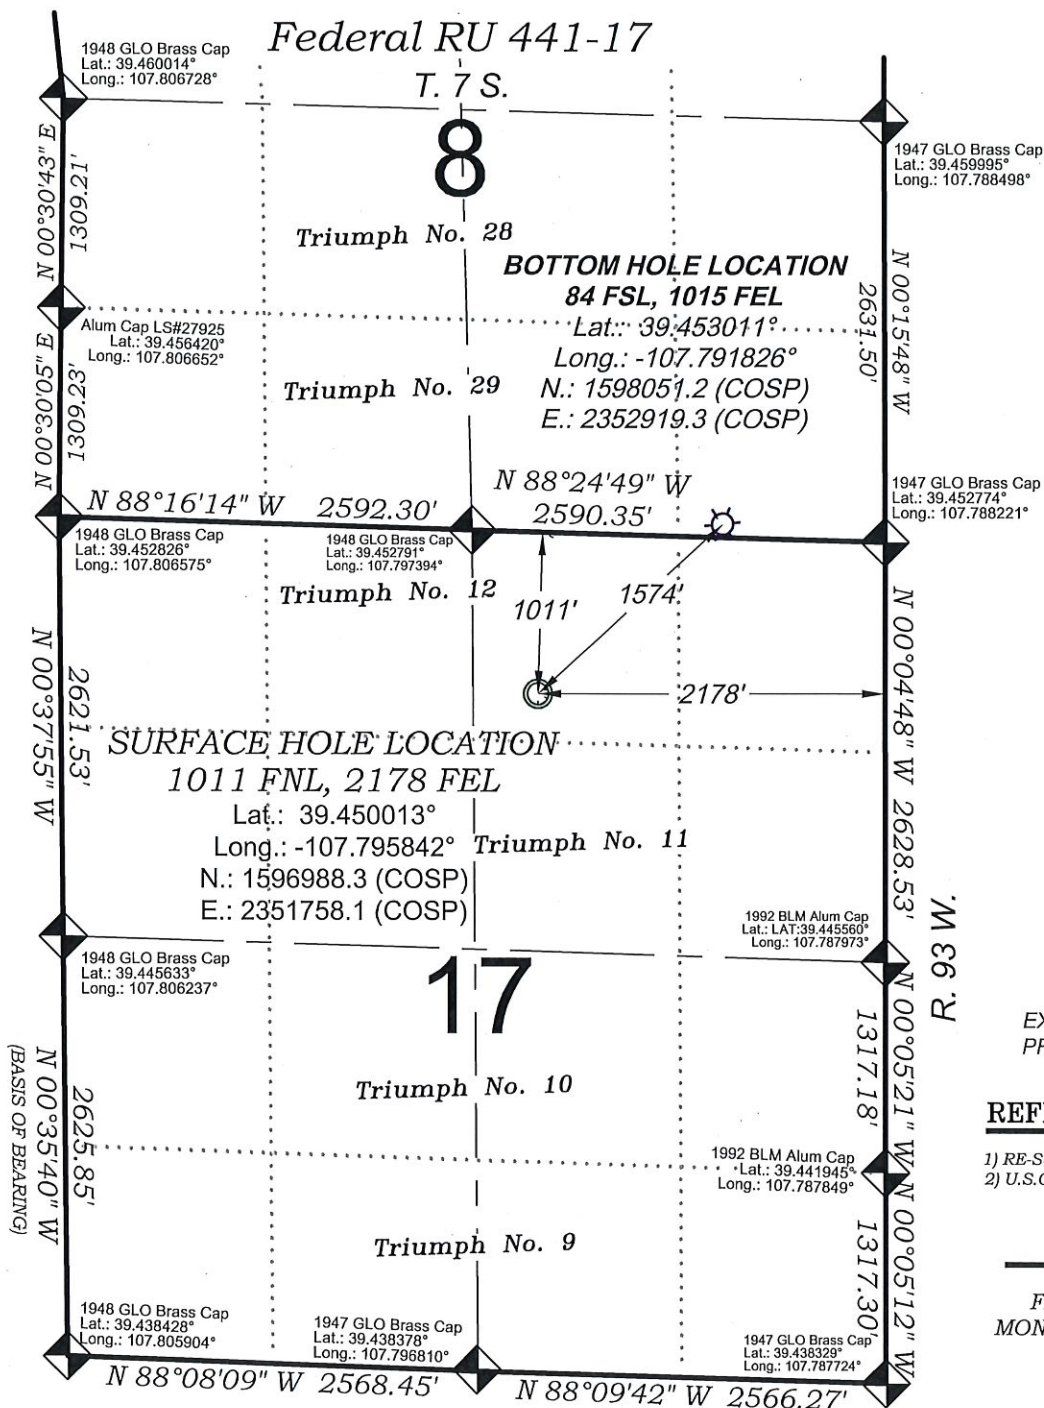 Federal RU 441-17
T. 7 S.
1948 GLO Brass Cap
Lat.: 39.460014°
Long.: 107.806728°
8
1947 GLO Brass Cap
Lat.: 39.459995°
Long.: 107.788498°
N 00°30'43" E
1309.21'
Triumph No. 28
BOTTOM HOLE LOCATION
84 FSL, 1015 FEL
Lat.: 39.453011°
Long.: -107.791826°
N.: 1598051.2 (COSP)
E.: 2352919.3 (COSP)
N 00°15'48" W
2631.50'
Alum Cap LS#27925
Lat.: 39.456420°
Long.: 107.806652°
N 00°30'05" E
1309.23'
Triumph No. 29
N 88°16'14" W 2592.30'
N 88°24'49" W
2590.35'
1947 GLO Brass Cap
Lat.: 39.452774°
Long.: 107.788221°
1948 GLO Brass Cap
Lat.: 39.452826°
Long.: 107.806575°
1948 GLO Brass Cap
Lat.: 39.452791°
Long.: 107.797394°
Triumph No. 12
1011'
1574'
2178'
N 00°37'55" W
2621.53'
N 00°04'48" W 2628.53'
SURFACE HOLE LOCATION
1011 FNL, 2178 FEL
Lat.: 39.450013°
Long.: -107.795842°
N.: 1596988.3 (COSP)
E.: 2351758.1 (COSP)
Triumph No. 11
R. 93 W.
1992 BLM Alum Cap
Lat.: LAT:39.445560°
Long.: 107.787973°
1948 GLO Brass Cap
Lat.: 39.445633°
Long.: 107.806237°
17
N 00°05'21" W
1317.18'
Triumph No. 10
N 00°35'40" W
(BASIS OF BEARING)
2625.85'
1992 BLM Alum Cap
Lat.: 39.441945°
Long.: 107.787849°
Triumph No. 9
N 00°05'12" W
1317.30'
1948 GLO Brass Cap
Lat.: 39.438428°
Long.: 107.805904°
1947 GLO Brass Cap
Lat.: 39.438378°
Long.: 107.796810°
1947 GLO Brass Cap
Lat.: 39.438329°
Long.: 107.787724°
N 88°08'09" W 2568.45'
N 88°09'42" W 2566.27'
EX
PR
REF
1) RE-S
2) U.S.
F
MON